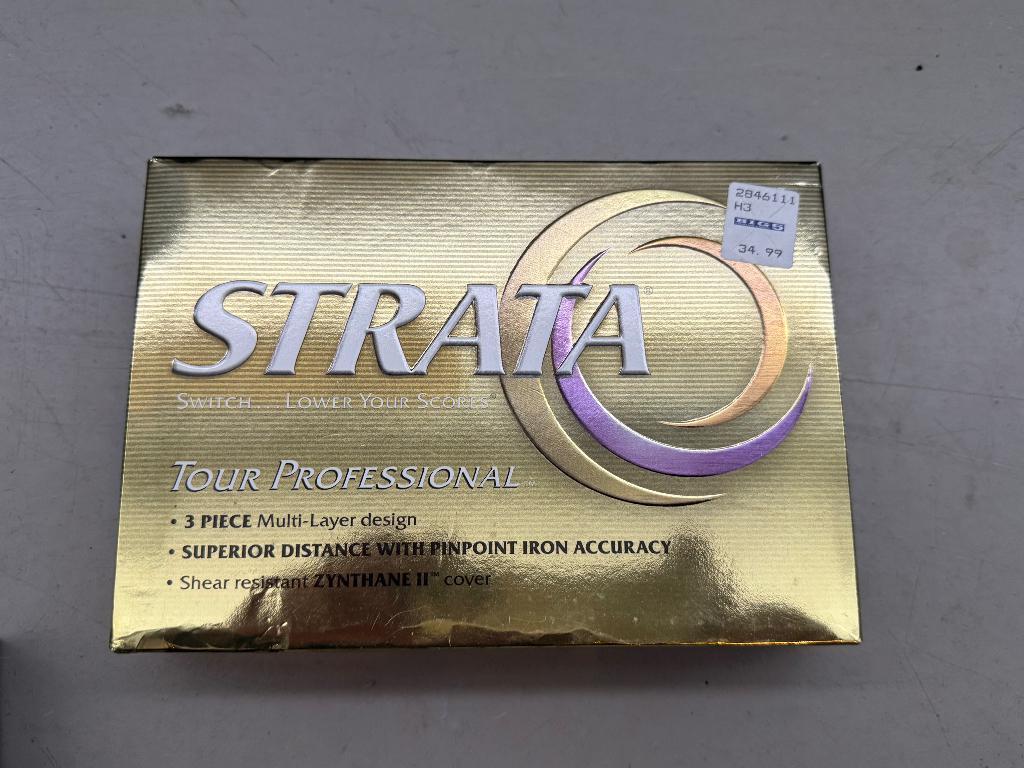 2846111
H3
BIG5
34.99
STRATA®
SWITCH... LOWER YOUR SCORES®
TOUR PROFESSIONAL™
• 3 PIECE Multi-Layer design
• SUPERIOR DISTANCE WITH PINPOINT IRON ACCURACY
• Shear resistant ZYNTHANE II™ cover